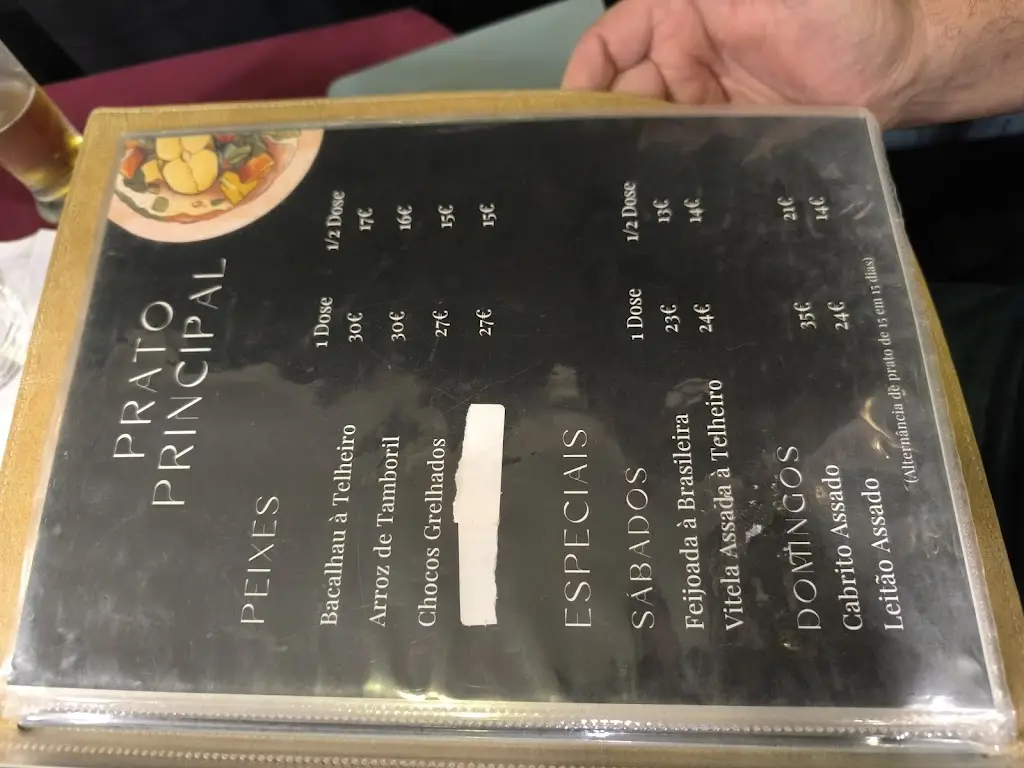 PRATO
PRINCIPAL
PEIXES 1 Dose 1/2 Dose
Bacalhau à Telheiro 30€ 17€
Arroz de Tamboril 30€ 16€
Chocos Grelhados 27€ 15€
27€ 15€
ESPECIAIS
SÁBADOS 1 Dose 1/2 Dose
Feijoada à Brasileira 23€ 13€
Vitela Assada à Telheiro 24€ 14€
DOMINGOS
Cabrito Assado 35€ 21€
Leitão Assado 24€ 14€
*(Alternância de prato de 15 em 15 dias)